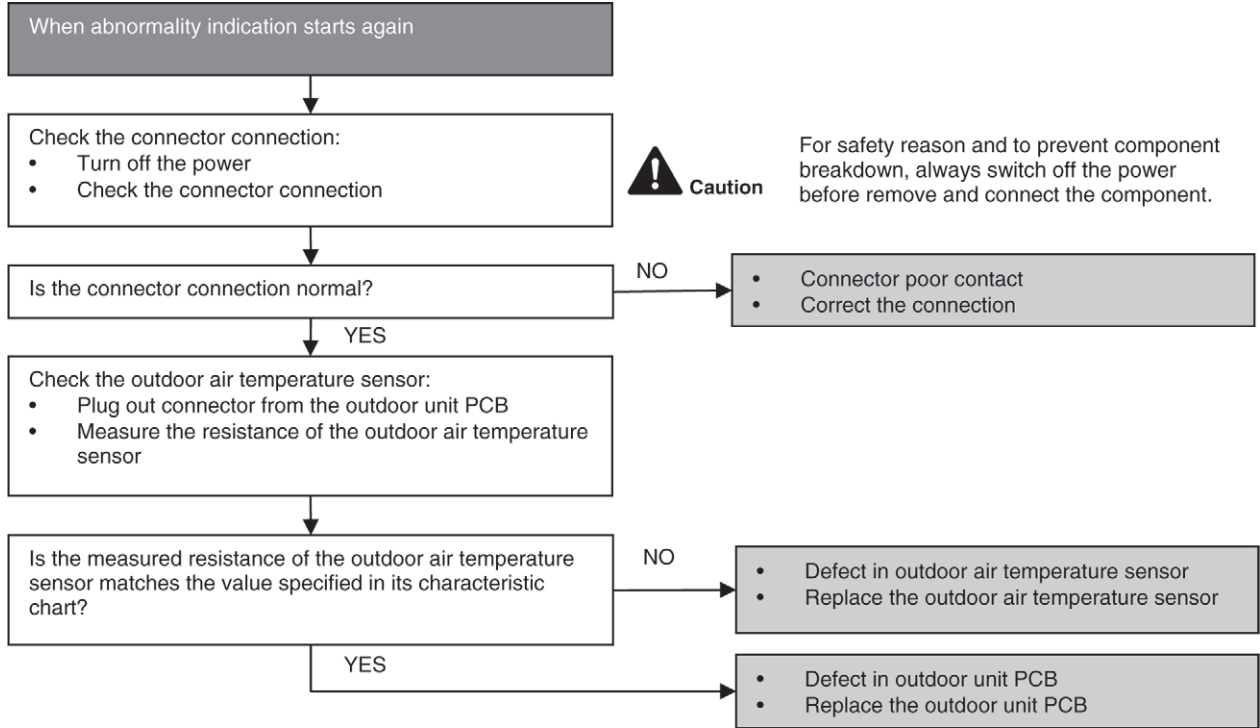 When abnormality indication starts again
Check the connector connection:
• Turn off the power
• Check the connector connection
Caution
For safety reason and to prevent component
breakdown, always switch off the power
before remove and connect the component.
Is the connector connection normal?
NO
• Connector poor contact
• Correct the connection
YES
Check the outdoor air temperature sensor:
• Plug out connector from the outdoor unit PCB
• Measure the resistance of the outdoor air temperature
sensor
Is the measured resistance of the outdoor air temperature
sensor matches the value specified in its characteristic
chart?
NO
• Defect in outdoor air temperature sensor
• Replace the outdoor air temperature sensor
YES
• Defect in outdoor unit PCB
• Replace the outdoor unit PCB